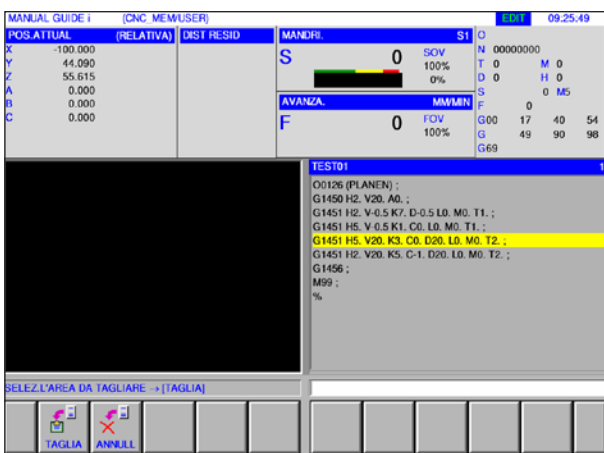 MANUAL GUIDE i (CNC_MEM/USER) EDIT 09:25:49
POS.ATTUAL (RELATIVA) DIST RESID MANDRI. S1 O
X -100.000 S 0 SOV 100% 0% N 00000000
Y 44.090 T 0 M 0
Z 55.615 D 0 H 0
A 0.000 S 0 M5
B 0.000 AVANZA. MM/MIN F 0
C 0.000 F 0 FOV 100% G00 17 40 54
G 49 90 98
G69
TEST01 1
O0126 (PLANEN) ;
G1450 H2. V20. A0. ;
G1451 H2. V-0.5 K7. D-0.5 L0. M0. T1. ;
G1451 H5. V-0.5 K1. C0. L0. M0. T1. ;
G1451 H5. V20. K3. C0. D20. L0. M0. T2. ;
G1451 H2. V20. K5. C-1. D20. L0. M0. T2. ;
G1456 ;
M99 ;
%
SELEZ.L'AREA DA TAGLIARE → [TAGLIA]
TAGLIA ANNULL